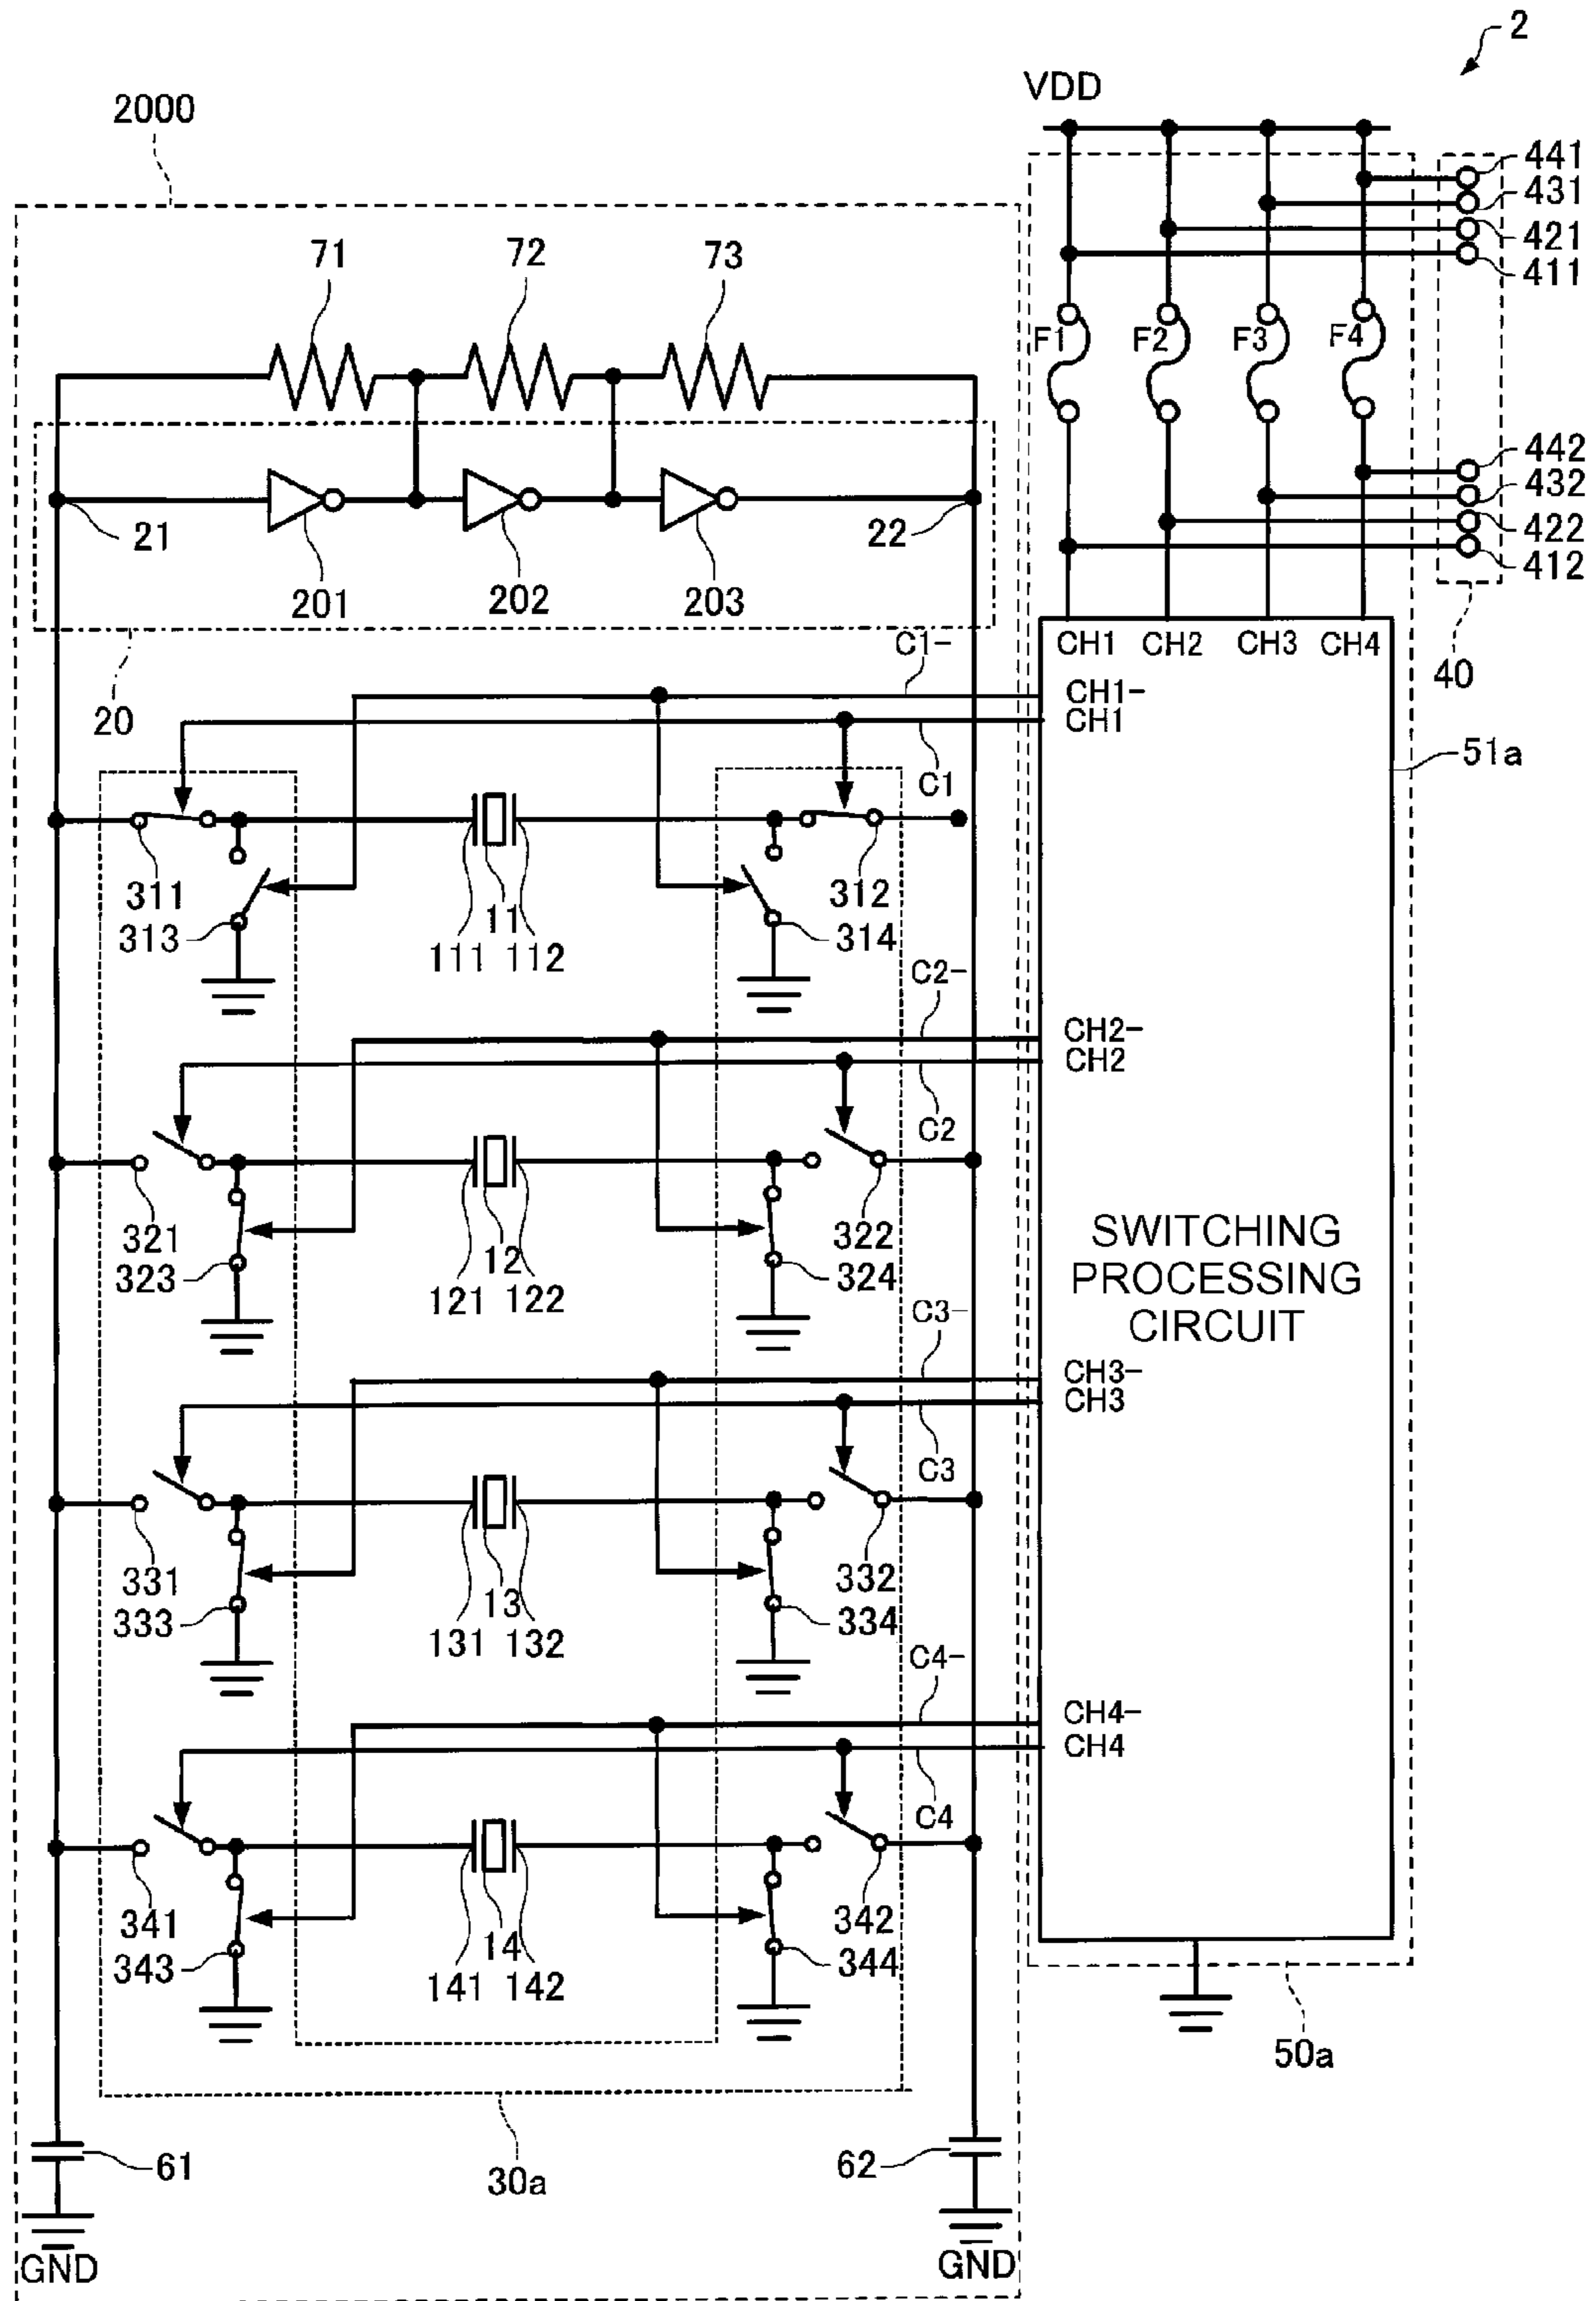 2
VDD
2000
441
431
421
411
71
72
73
F1
F2
F3
F4
442
432
422
412
21
22
201
202
203
CH1
CH2
CH3
CH4
40
20
C1-
CH1-
CH1
C1
51a
311
313
11
111
112
312
314
C2-
CH2-
CH2
C2
321
323
12
121
122
322
324
SWITCHING
PROCESSING
CIRCUIT
C3-
CH3-
CH3
C3
331
333
13
131
132
332
334
C4-
CH4-
CH4
C4
341
343
14
141
142
342
344
50a
61
30a
62
GND
GND